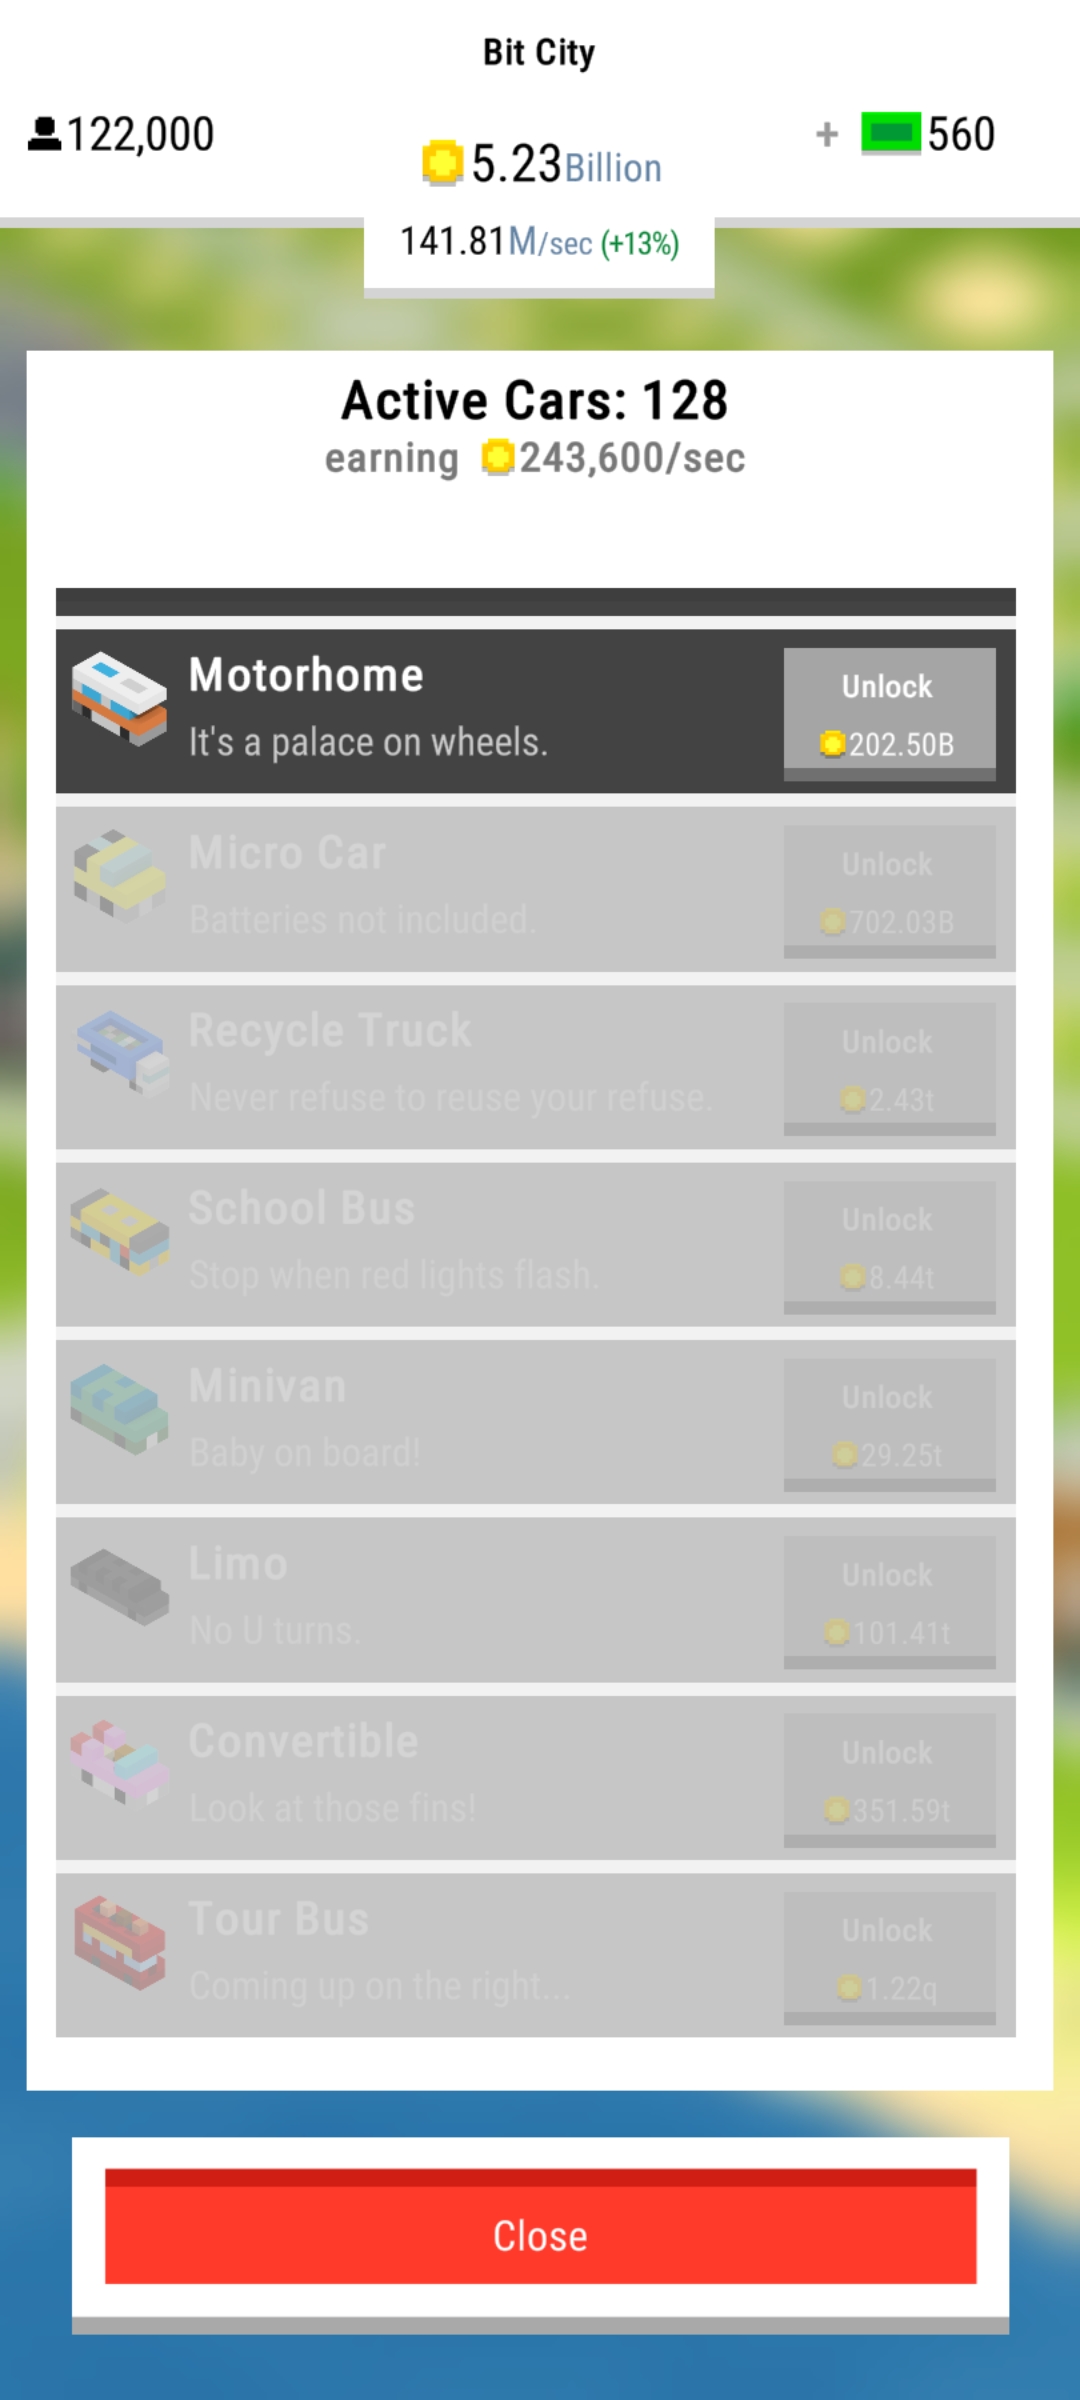 Bit City
122,000
5.23Billion
+ 560
141.81M/sec (+13%)
Active Cars: 128
earning 243,600/sec
Motorhome
It's a palace on wheels.
Unlock
202.50B
Micro Car
Batteries not included.
Unlock
702.03B
Recycle Truck
Never refuse to reuse your refuse.
Unlock
2.43t
School Bus
Stop when red lights flash.
Unlock
8.44t
Minivan
Baby on board!
Unlock
29.25t
Limo
No U turns.
Unlock
101.41t
Convertible
Look at those fins!
Unlock
351.59t
Tour Bus
Coming up on the right...
Unlock
1.22q
Close